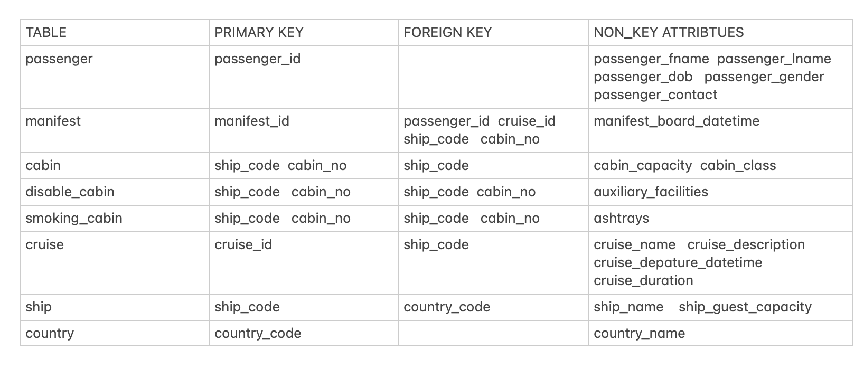 TABLE PRIMARY KEY FOREIGN KEY NON_KEY ATTRIBTUES
passenger passenger_id passenger_fname passenger_lname
passenger_dob passenger_gender
passenger_contact
manifest manifest_id passenger_id cruise_id manifest_board_datetime
ship_code cabin_no
cabin ship_code cabin_no ship_code cabin_capacity cabin_class
disable_cabin ship_code cabin_no ship_code cabin_no auxiliary_facilities
smoking_cabin ship_code cabin_no ship_code cabin_no ashtrays
cruise cruise_id ship_code cruise_name cruise_description
cruise_depature_datetime
cruise_duration
ship ship_code country_code ship_name ship_guest_capacity
country country_code country_name